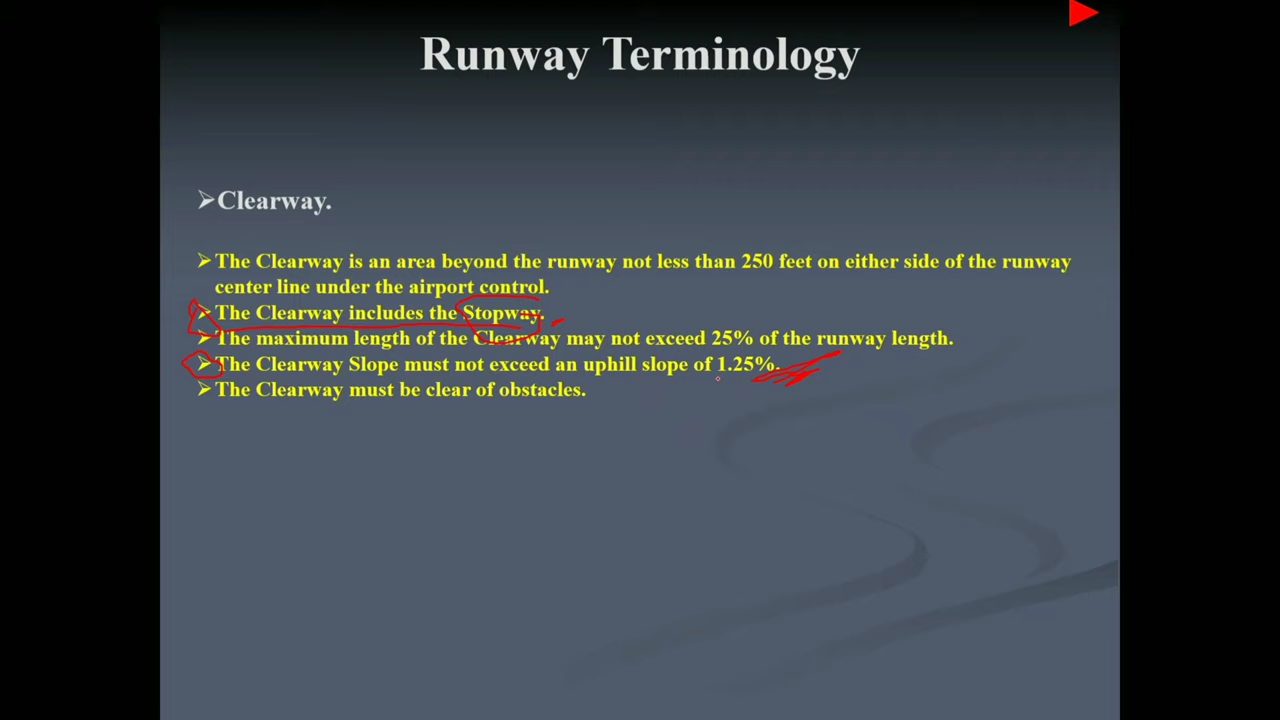 Runway Terminology
➢Clearway.
➢The Clearway is an area beyond the runway not less than 250 feet on either side of the runway
center line under the airport control.
➢The Clearway includes the Stopway.
➢The maximum length of the Clearway may not exceed 25% of the runway length.
➢The Clearway Slope must not exceed an uphill slope of 1.25%.
➢The Clearway must be clear of obstacles.